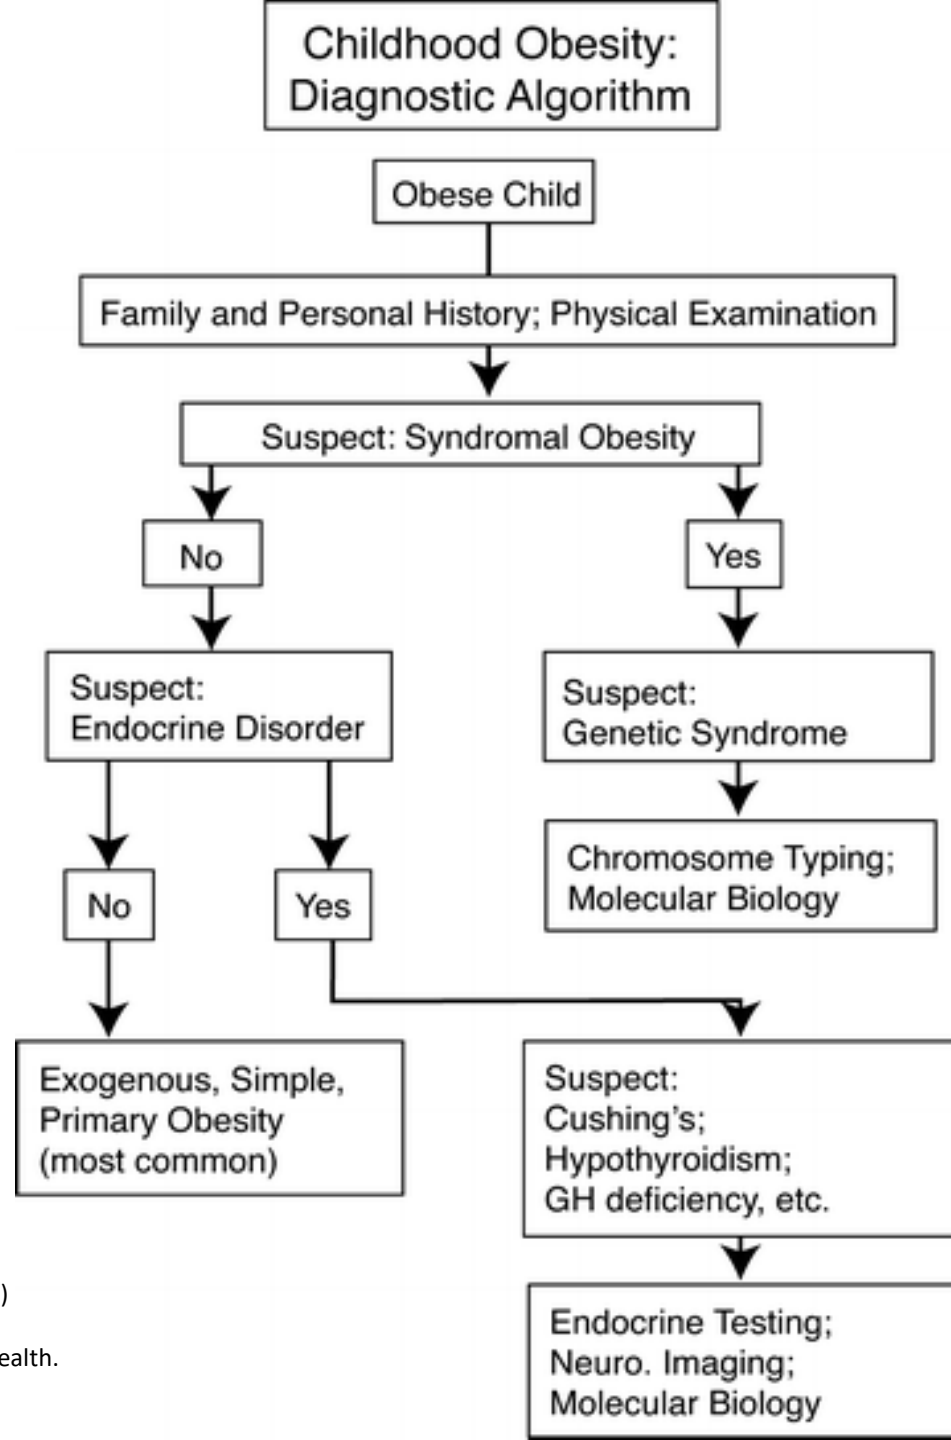 Childhood Obesity:
Diagnostic Algorithm
Obese Child
Family and Personal History; Physical Examination
Suspect: Syndromal Obesity
No
Yes
Suspect:
Endocrine Disorder
Suspect:
Genetic Syndrome
Chromosome Typing;
Molecular Biology
No
Yes
Exogenous, Simple,
Primary Obesity
(most common)
Suspect:
Cushing's;
Hypothyroidism;
GH deficiency, etc.
)
ealth.
Endocrine Testing;
Neuro. Imaging;
Molecular Biology